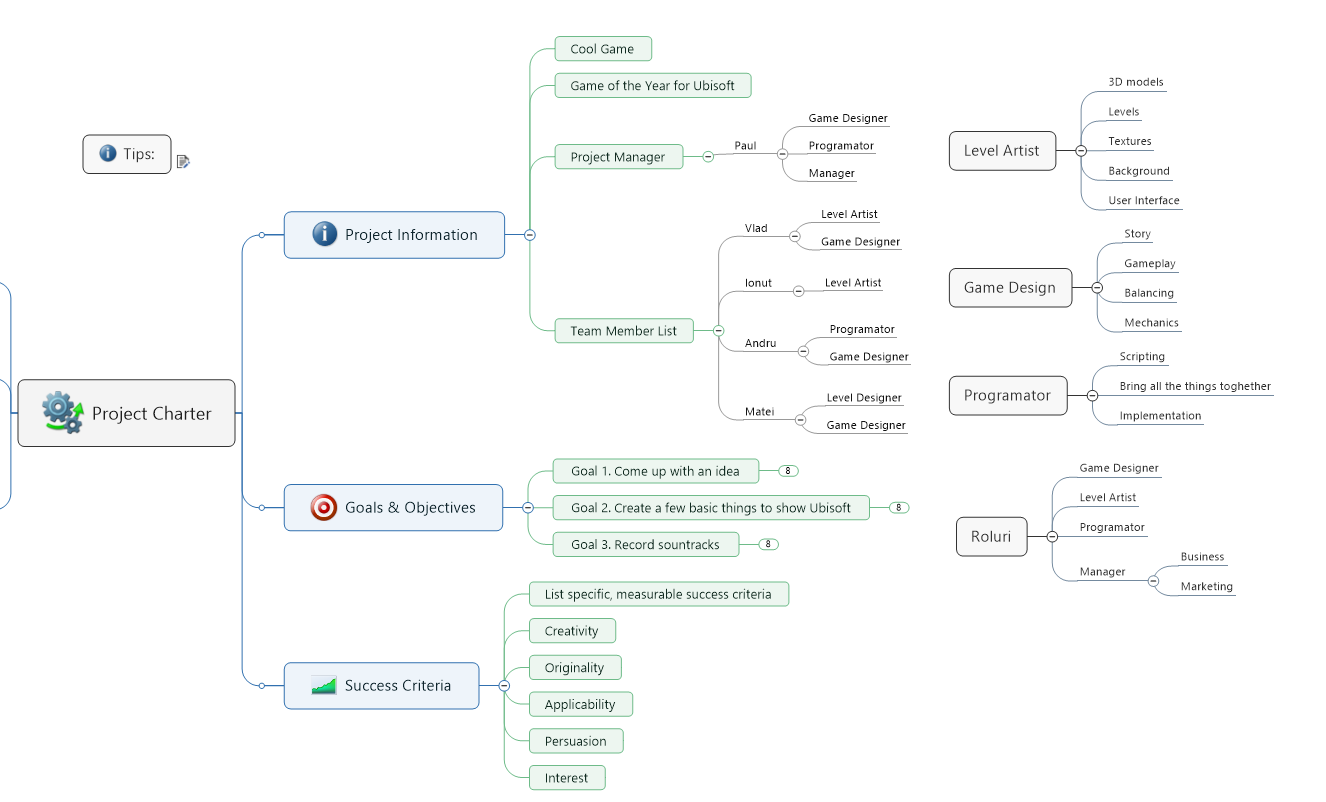 Tips:
Project Charter
Project Information
Cool Game
Game of the Year for Ubisoft
Project Manager
Paul
Game Designer
Programator
Manager
Team Member List
Vlad
Level Artist
Game Designer
Ionut
Level Artist
Andru
Programator
Game Designer
Matei
Level Designer
Game Designer
Goals & Objectives
Goal 1. Come up with an idea
8
Goal 2. Create a few basic things to show Ubisoft
8
Goal 3. Record sountracks
8
Success Criteria
List specific, measurable success criteria
Creativity
Originality
Applicability
Persuasion
Interest
Level Artist
3D models
Levels
Textures
Background
User Interface
Game Design
Story
Gameplay
Balancing
Mechanics
Programator
Scripting
Bring all the things toghether
Implementation
Roluri
Game Designer
Level Artist
Programator
Manager
Business
Marketing